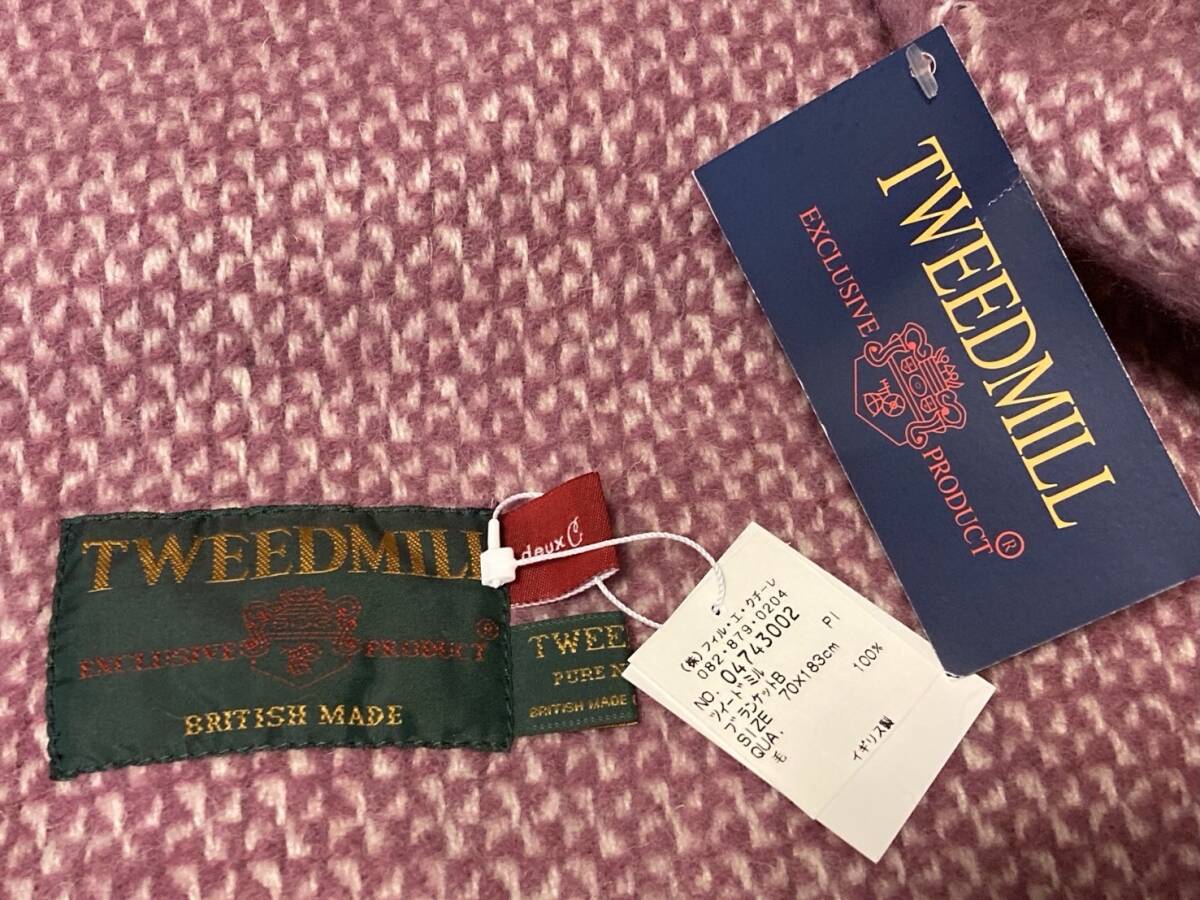 TWEEDMILL
EXCLUSIVE PRODUCT ®
TWEEDMILL
EXCLUSIVE PRODUCT ®
BRITISH MADE
deux C
TWEE
PURE N
BRITISH MADE
(株)フィル・エ・クチーレ
082・879・0204
NO. 04743002
ツイードミル PI
ブランケットB
SIZE 70X183cm
QUA.
毛 100%
イギリス製